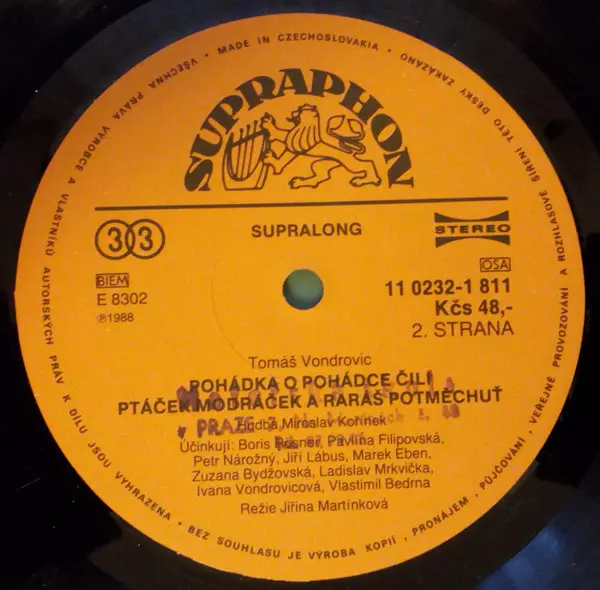 VŠECHNA PRÁVA VÝROBCE A VLASTNÍKŮ AUTORSKÝCH PRÁV K DÍLU JSOU VYHRAZENA • BEZ SOUHLASU JE VÝROBA KOPIÍ, PRONÁJEM, PŮJČOVÁNÍ, VEŘEJNÉ PROVOZOVÁNÍ A ROZHLASOVÉ ŠÍŘENÍ TÉTO DESKY ZAKÁZÁNO • MADE IN CZECHOSLOVAKIA •
SUPRAPHON
33
SUPRALONG
STEREO
BIEM
OSA
E 8302
11 0232-1 811
Ⓟ1988
Kčs 48,-
2. STRANA
Tomáš Vondrovic
POHÁDKA O POHÁDCE ČILI
PTÁČEK MODRÁČEK A RARÁŠ POTMĚCHUŤ
PRAZE
Hudba Miroslav Kořínek
Účinkují: Boris Rösner, Pavlína Filipovská,
Petr Nárožný, Jiří Lábus, Marek Eben,
Zuzana Bydžovská, Ladislav Mrkvička,
Ivana Vondrovicová, Vlastimil Bedrna
Režie Jiřina Martínková